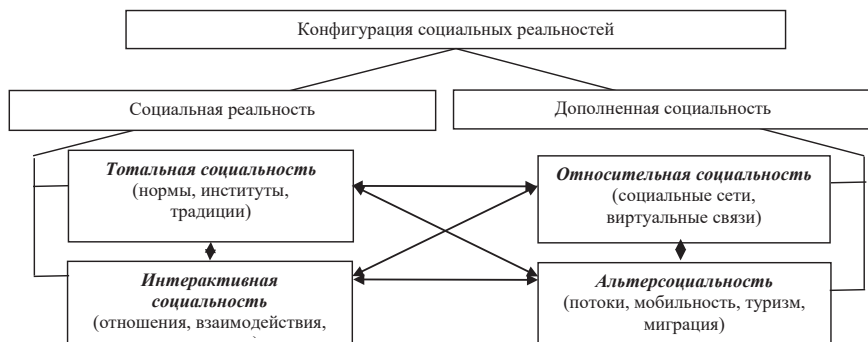 Конфигурация социальных реальностей
Социальная реальность
Дополненная социальность
Тотальная социальность
(нормы, институты,
традиции)
Относительная социальность
(социальные сети,
виртуальные связи)
Интерактивная
социальность
(отношения, взаимодействия,
Альтерсоциальность
(потоки, мобильность, туризм,
миграция)